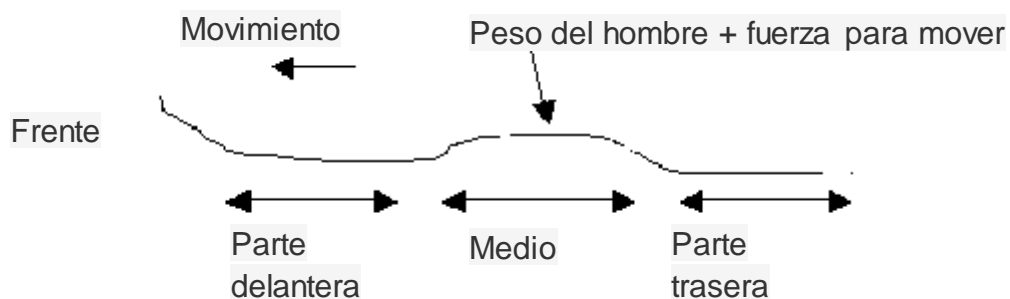 Movimiento
Peso del hombre + fuerza para mover
Frente
Parte
delantera
Medio
Parte
trasera